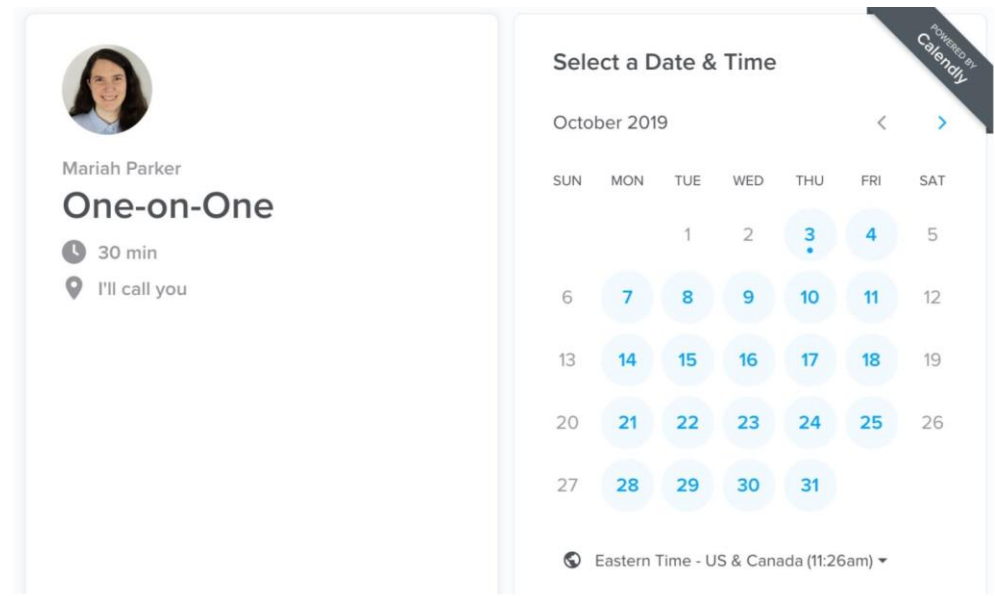 Mariah Parker
One-on-One
30 min
I'll call you
POWERED BY
Calendly
Select a Date & Time
October 2019
SUN MON TUE WED THU FRI SAT
1 2 3 4 5
6 7 8 9 10 11 12
13 14 15 16 17 18 19
20 21 22 23 24 25 26
27 28 29 30 31
Eastern Time - US & Canada (11:26am)